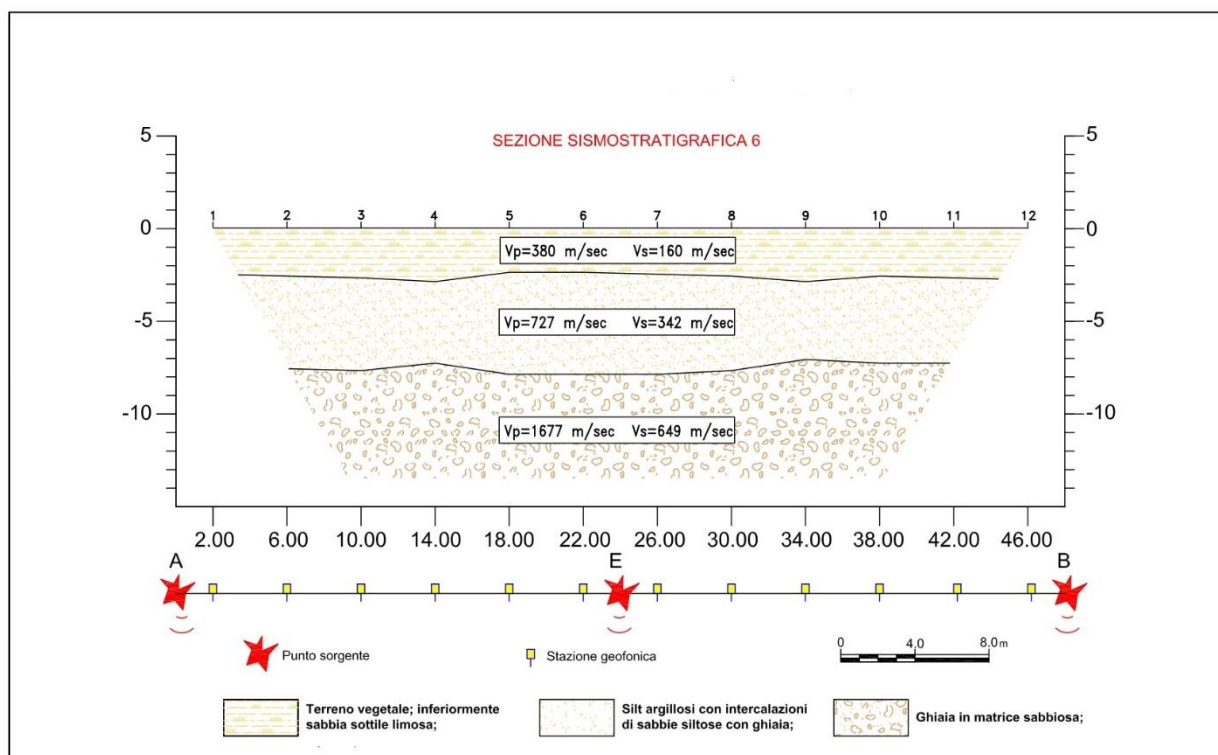 SEZIONE SISMOSTRATIGRAFICA 6
5 5
1 2 3 4 5 6 7 8 9 10 11 12
0 0
Vp=380 m/sec Vs=160 m/sec
-5 -5
Vp=727 m/sec Vs=342 m/sec
-10 -10
Vp=1677 m/sec Vs=649 m/sec
2.00 6.00 10.00 14.00 18.00 22.00 26.00 30.00 34.00 38.00 42.00 46.00
A E B
Punto sorgente
Stazione geofonica
0 4.0 8.0 m
Terreno vegetale; inferiormente
sabbia sottile limosa;
Silt argillosi con intercalazioni
di sabbie siltose con ghiaia;
Ghiaia in matrice sabbiosa;